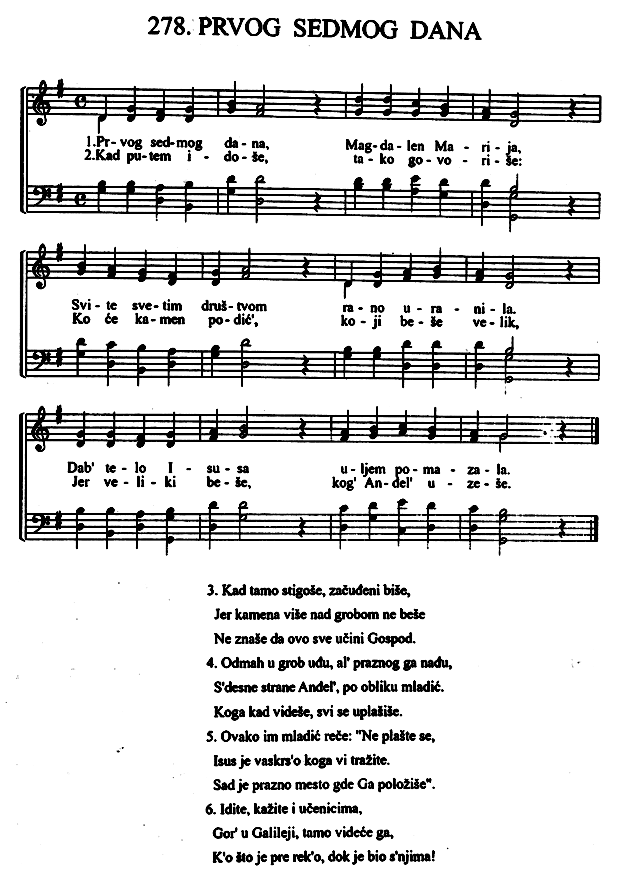 278. PRVOG SEDMOG DANA
1.Pr-vog sed-mog da-na, Mag-da-len Ma-ri-ja,
2.Kad pu-tem i-do-še, ta-ko go-vo-ri-še:
Svi-te sve-tim druš-tvom ra-no u-ra-ni-la.
Ko će ka-men po-dić', ko-ji be-še ve-lik,
Dab' te-lo I-su-sa u-ljem po-ma-za-la.
Jer ve-li-ki be-še, kog' An-del' u-ze-še.
3. Kad tamo stigoše, začuđeni biše,
Jer kamena više nad grobom ne beše
Ne znaše da ovo sve učini Gospod.
4. Odmah u grob uđu, al' praznog ga nađu,
S'desne strane Anđel', po obliku mladić.
Koga kad videše, svi se uplašiše.
5. Ovako im mladić reče: "Ne plašte se,
Isus je vaskrs'o koga vi tražite.
Sad je prazno mesto gde Ga položiše".
6. Idite, kažite i učenicima,
Gor' u Galileji, tamo videće ga,
K'o što je pre rek'o, dok je bio s'njima!